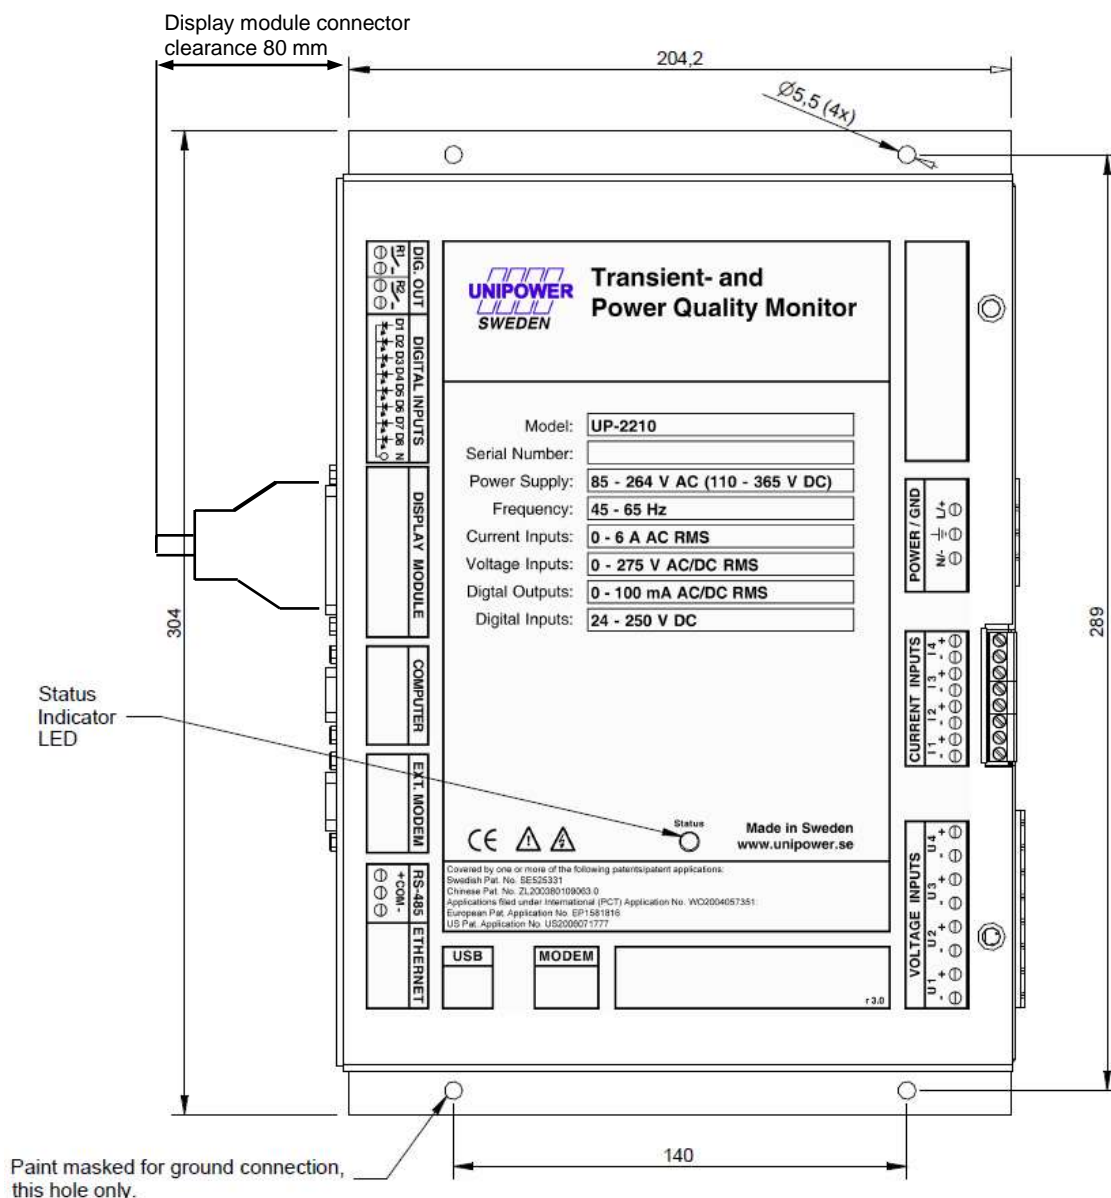 Display module connector
clearance 80 mm
204,2
Ø5,5 (4x)
DIG. OUT
R1
R2
DIGITAL INPUTS
D1 D2 D3 D4 D5 D6 D7 D8 N
DISPLAY MODULE
COMPUTER
EXT. MODEM
RS-485
+COM -
ETHERNET
UNIPOWER
SWEDEN
Transient- and
Power Quality Monitor
Model: UP-2210
Serial Number:
Power Supply: 85 - 264 V AC (110 - 365 V DC)
Frequency: 45 - 65 Hz
Current Inputs: 0 - 6 A AC RMS
Voltage Inputs: 0 - 275 V AC/DC RMS
Digtal Outputs: 0 - 100 mA AC/DC RMS
Digital Inputs: 24 - 250 V DC
POWER / GND
N/- L/+
CURRENT INPUTS
I1 - + I2 - + I3 - + I4 - +
VOLTAGE INPUTS
U1 - + U2 - + U3 - + U4 - +
304
289
Status
Indicator
LED
CE
Status
Made in Sweden
www.unipower.se
Covered by one or more of the following patents/patent applications:
Swedish Pat. No. SE525331
Chinese Pat. No. ZL200380109063.0
Applications filed under International (PCT) Application No. WO2004057351:
European Pat. Application No. EP1581816
US Pat. Application No. US2006071777
USB
MODEM
r 3.0
140
Paint masked for ground connection,
this hole only.